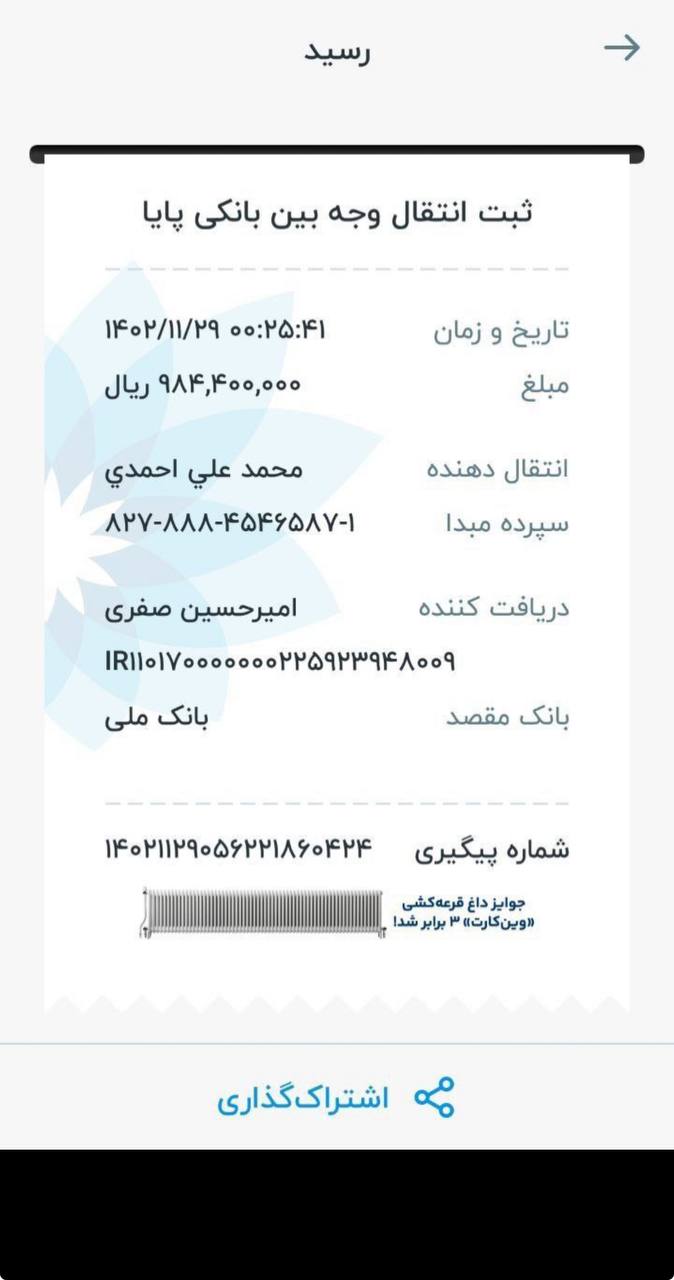 رسید
ثبت انتقال وجه بین بانکی پایا
تاریخ و زمان ۱۴۰۲/۱۱/۲۹ ۰۰:۲۵:۴۱
مبلغ ۹۸۴,۴۰۰,۰۰۰ ریال
انتقال دهنده محمد علي احمدي
سپرده مبدا ۸۲۷-۸۸۸-۴۵۴۶۵۸۷-۱
دریافت کننده امیرحسین صفری
IR۱۱۰۱۷۰۰۰۰۰۰۰۲۲۵۹۲۳۹۴۸۰۰۹
بانک مقصد بانک ملی
شماره پیگیری ۱۴۰۲۱۱۲۹۰۵۶۲۲۱۸۶۰۴۲۴
جوایز داغ قرعه‌کشی
«وین‌کارت» ۳ برابر شد!
اشتراک‌گذاری